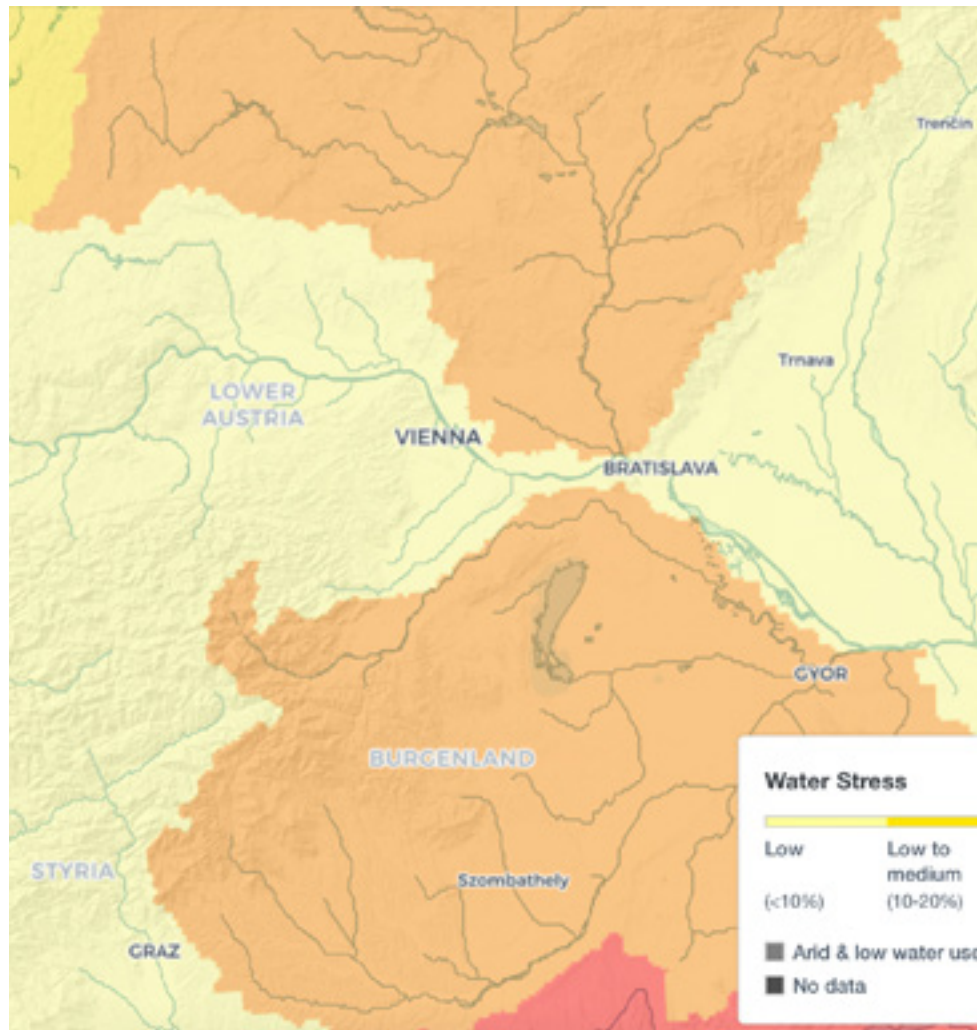 Trenčín
Trnava
LOWER
AUSTRIA
VIENNA
BRATISLAVA
GYOR
BURGENLAND
Water Stress
Low
Low to
medium
(<10%)
(10-20%)
STYRIA
Szombathely
GRAZ
Arid & low water use
No data